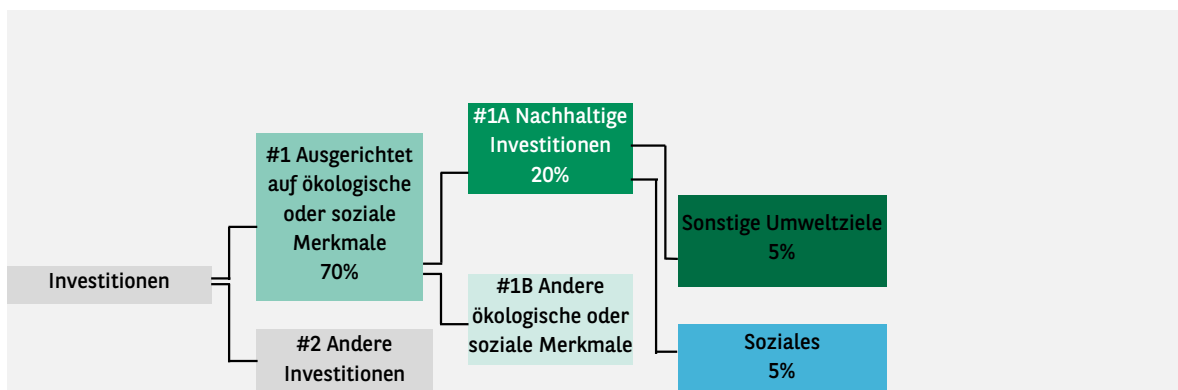 Investitionen
#1 Ausgerichtet
auf ökologische
oder soziale
Merkmale
70%
#2 Andere
Investitionen
#1A Nachhaltige
Investitionen
20%
#1B Andere
ökologische oder
soziale Merkmale
Sonstige Umweltziele
5%
Soziales
5%